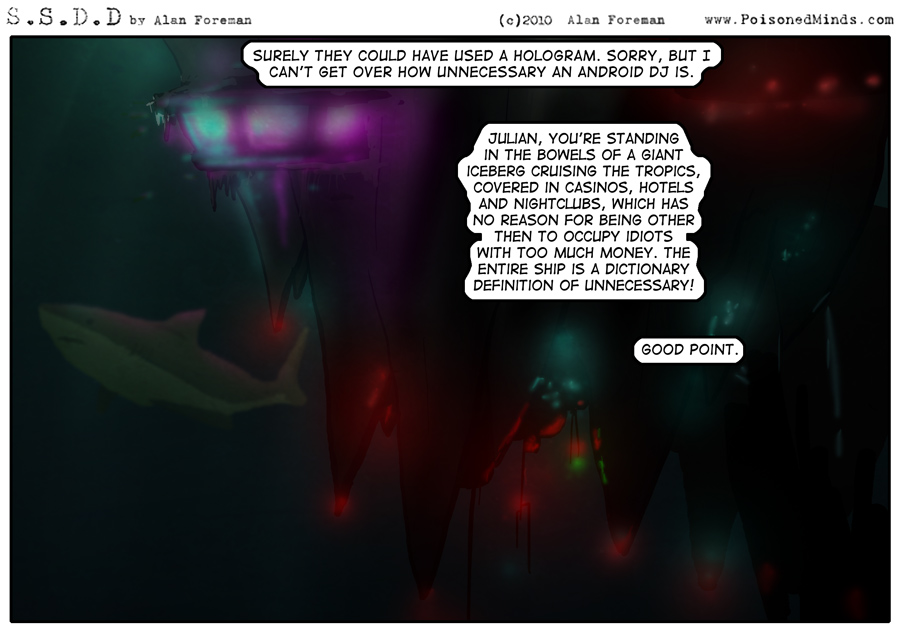 S.S.D.D by Alan Foreman (c)2010 Alan Foreman www.PoisonedMinds.com
SURELY THEY COULD HAVE USED A HOLOGRAM. SORRY, BUT I
CAN'T GET OVER HOW UNNECESSARY AN ANDROID DJ IS.
JULIAN, YOU'RE STANDING
IN THE BOWELS OF A GIANT
ICEBERG CRUISING THE TROPICS,
COVERED IN CASINOS, HOTELS
AND NIGHTCLUBS, WHICH HAS
NO REASON FOR BEING OTHER
THEN TO OCCUPY IDIOTS
WITH TOO MUCH MONEY. THE
ENTIRE SHIP IS A DICTIONARY
DEFINITION OF UNNECESSARY!
GOOD POINT.